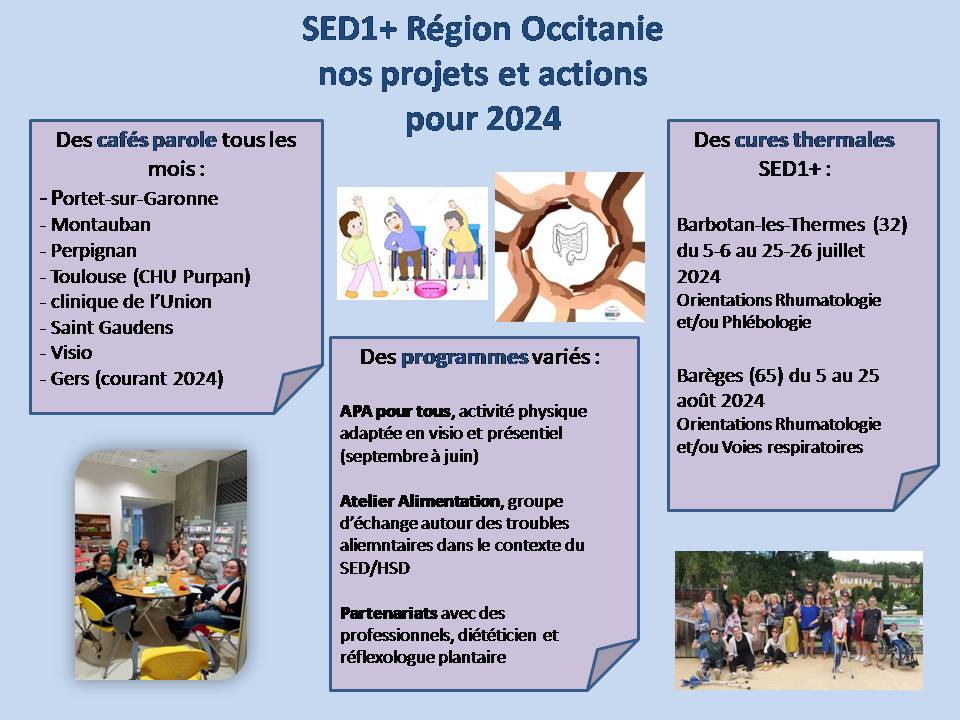 SED1+ Région Occitanie
nos projets et actions
pour 2024
Des cafés parole tous les
mois :
- Portet-sur-Garonne
- Montauban
- Perpignan
- Toulouse (CHU Purpan)
- clinique de l'Union
- Saint Gaudens
- Visio
- Gers (courant 2024)
Des programmes variés :
APA pour tous, activité physique
adaptée en visio et présentiel
(septembre à juin)
Atelier Alimentation, groupe
d'échange autour des troubles
aliemntaires dans le contexte du
SED/HSD
Partenariats avec des
professionnels, diététicien et
réflexologue plantaire
Des cures thermales
SED1+ :
Barbotan-les-Thermes (32)
du 5-6 au 25-26 juillet
2024
Orientations Rhumatologie
et/ou Phlébologie
Barèges (65) du 5 au 25
août 2024
Orientations Rhumatologie
et/ou Voies respiratoires